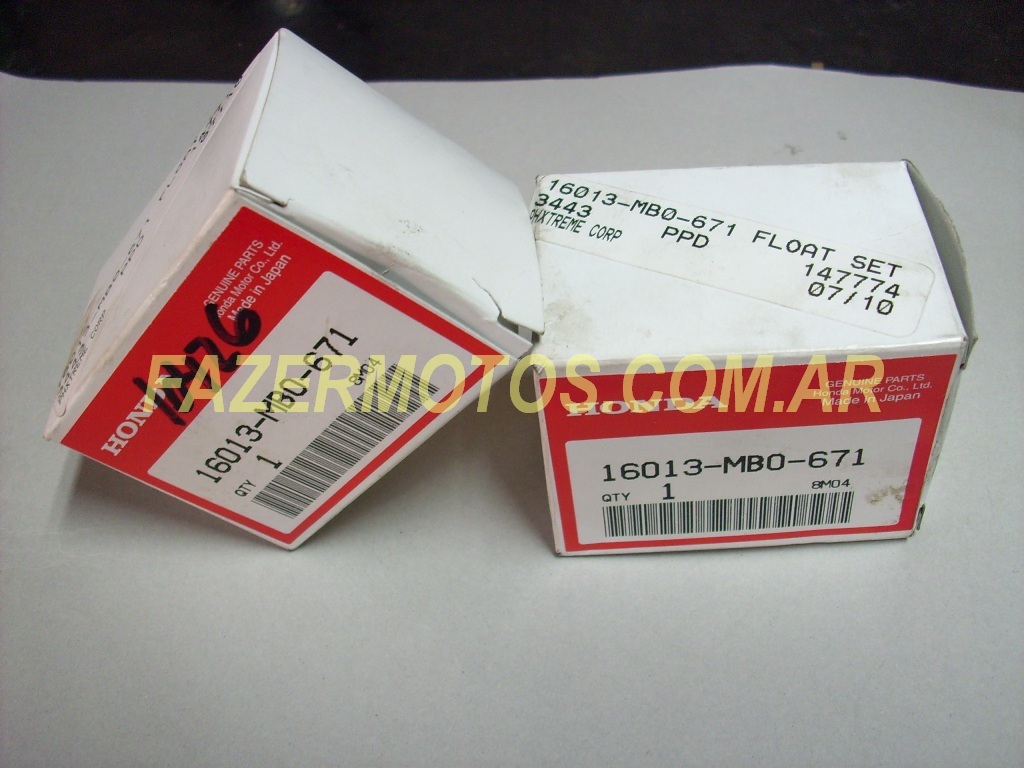 GENUINE PARTS
Honda Motor Co., Ltd.
Made in Japan
HONDA
16013-MB0-671
QTY 1
8M04
16013-MB0-671 FLOAT SET
3443 PPD
147774
07/10
FAZERMOTOS.COM.AR
HONDA
GENUINE PARTS
Honda Motor Co., Ltd.
Made in Japan
16013-MB0-671
QTY 1
8M04